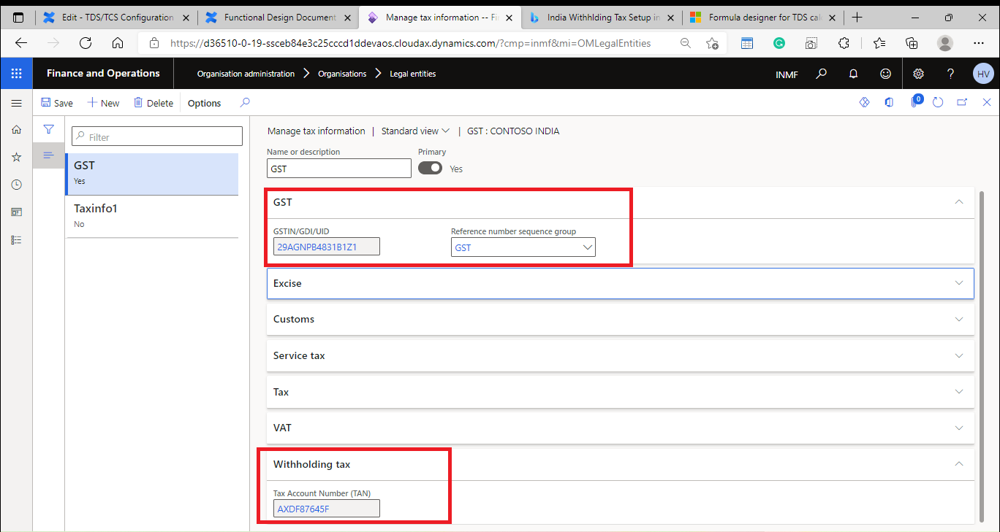 Edit - TDS/TCS Configuration
Functional Design Document
Manage tax information -- Fi
India Withhlding Tax Setup in
Formula designer for TDS cal
https://d36510-0-19-ssceb84e3c25cccd1ddevaos.cloudax.dynamics.com/?cmp=inmf&mi=OMLegalEntities
Finance and Operations
Organisation administration
Organisations
Legal entities
INMF
?
HV
Save
New
Delete
Options
0
Filter
GST
Yes
Taxinfo1
No
Manage tax information | Standard view | GST : CONTOSO INDIA
Name or description
Primary
GST
Yes
GST
GSTIN/GDI/UID
Reference number sequence group
29AGNPB4831B1Z1
GST
Excise
Customs
Service tax
Tax
VAT
Withholding tax
Tax Account Number (TAN)
AXDF87645F